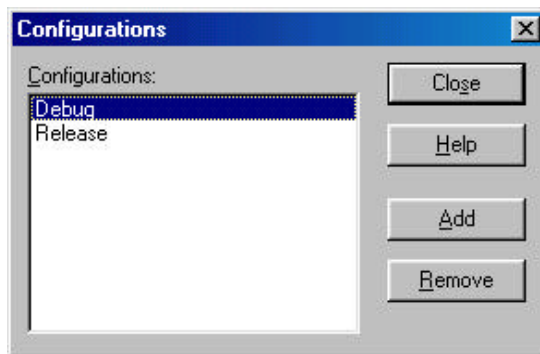 Configurations
Configurations:
Debug
Release
Close
Help
Add
Remove